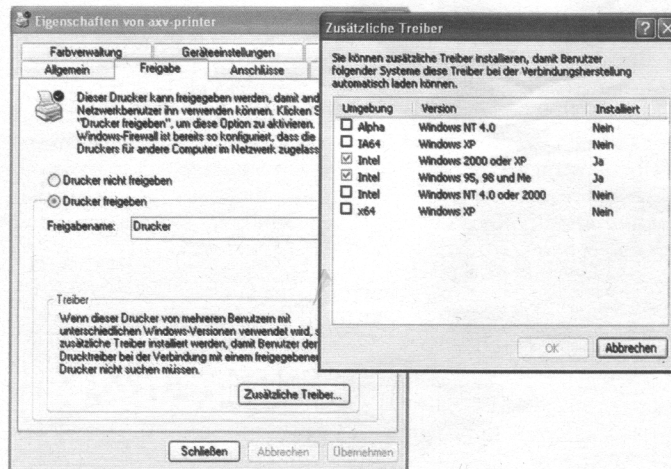 Eigenschaften von axv-printer
Farbverwaltung Geräteeinstellungen
Allgemein Freigabe Anschlüsse
Dieser Drucker kann freigegeben werden, damit and
Netzwerkbenutzer ihn verwenden können. Klicken S
"Drucker freigeben", um diese Option zu aktivieren.
Windows-Firewall ist bereits so konfiguriert, dass die
Druckers für andere Computer im Netzwerk zugelass
Drucker nicht freigeben
Drucker freigeben
Freigabename: Drucker
Treiber
Wenn dieser Drucker von mehreren Benutzern mit
unterschiedlichen Windows-Versionen verwendet wird, s
zusätzliche Treiber installiert werden, damit Benutzer der
Drucktreiber bei der Verbindung mit einem freigegebene
Drucker nicht suchen müssen.
Zusätzliche Treiber...
Schließen Abbrechen Übernehmen
Zusätzliche Treiber
Sie können zusätzliche Treiber installieren, damit Benutzer
folgender Systeme diese Treiber bei der Verbindungsherstellung
automatisch laden können.
Umgebung Version Installiert
Alpha Windows NT 4.0 Nein
IA64 Windows XP Nein
Intel Windows 2000 oder XP Ja
Intel Windows 95, 98 und Me Ja
Intel Windows NT 4.0 oder 2000 Nein
x64 Windows XP Nein
OK Abbrechen